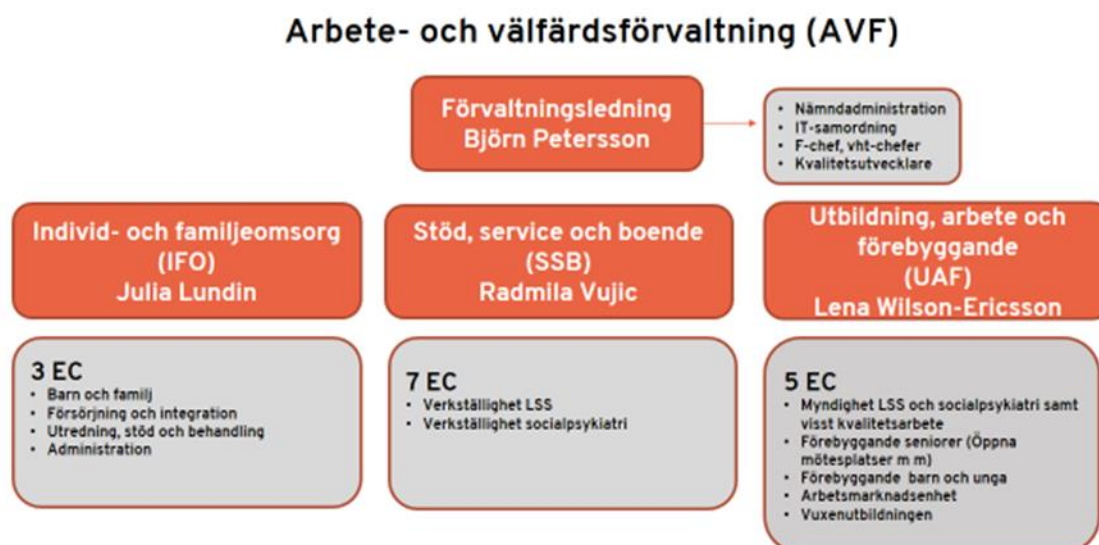 Arbete- och välfärdsförvaltning (AVF)
Förvaltningsledning
Björn Petersson
• Nämndadministration
• IT-samordning
• F-chef, vht-chefer
• Kvalitetsutvecklare
Individ- och familjeomsorg
(IFO)
Julia Lundin
Stöd, service och boende
(SSB)
Radmila Vujic
Utbildning, arbete och
förebyggande
(UAF)
Lena Wilson-Ericsson
3 EC
• Barn och familj
• Försörjning och integration
• Utredning, stöd och behandling
• Administration
7 EC
• Verkställighet LSS
• Verkställighet socialpsykiatri
5 EC
• Myndighet LSS och socialpsykiatri samt
visst kvalitetsarbete
• Förebyggande seniorer (Öppna
mötesplatser m m)
• Förebyggande barn och unga
• Arbetsmarknadsenhet
• Vuxenutbildningen